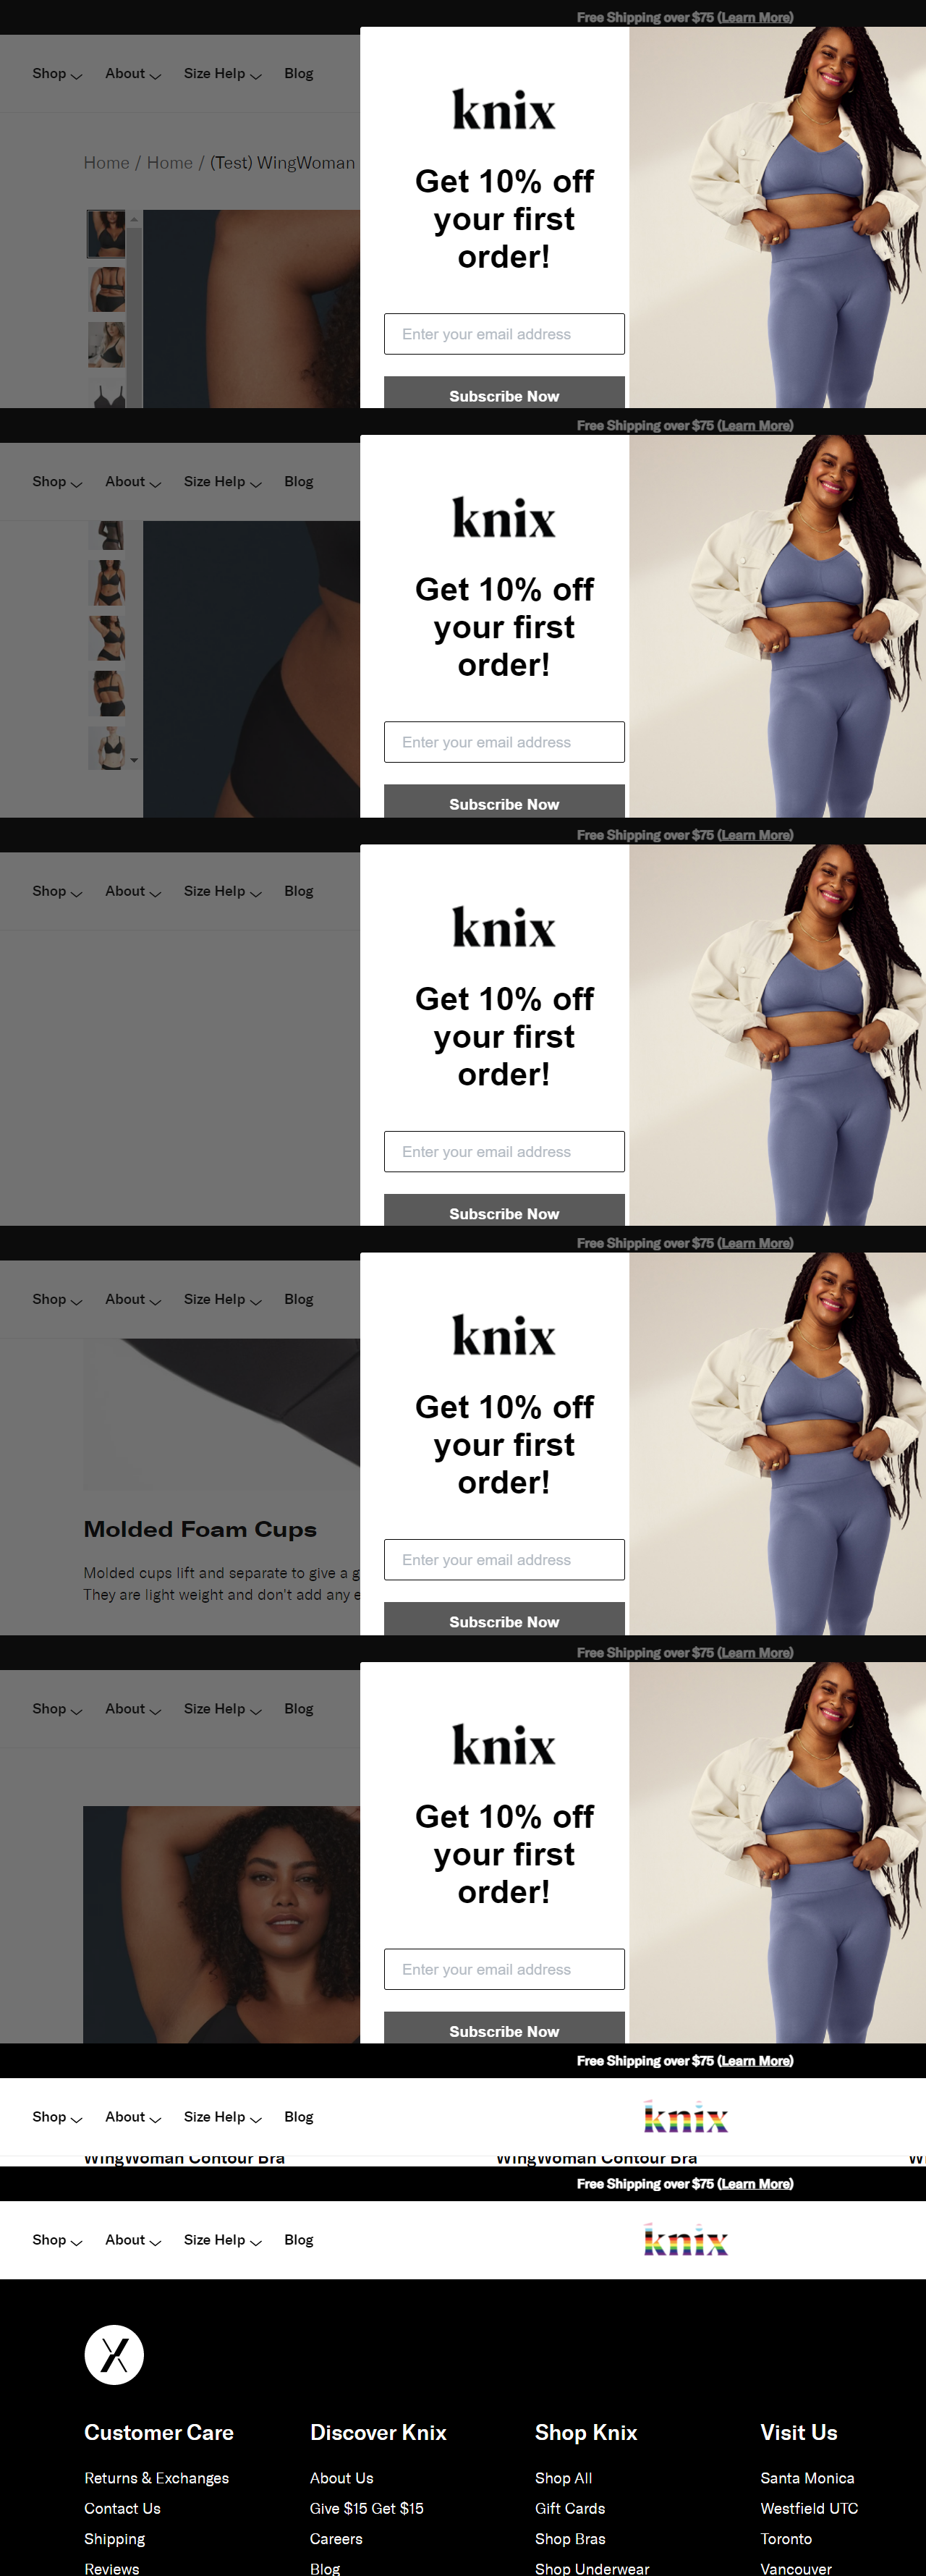 Free Shipping over $75 (Learn More)
Shop About Size Help Blog
knix
Home / Home / (Test) WingWoman
Get 10% off
your first
order!
Enter your email address
Subscribe Now
Free Shipping over $75 (Learn More)
Shop About Size Help Blog
knix
Get 10% off
your first
order!
Enter your email address
Subscribe Now
Free Shipping over $75 (Learn More)
Shop About Size Help Blog
knix
Get 10% off
your first
order!
Enter your email address
Subscribe Now
Free Shipping over $75 (Learn More)
Shop About Size Help Blog
knix
Get 10% off
your first
order!
Enter your email address
Molded Foam Cups
Molded cups lift and separate to give a g
They are light weight and don't add any e
Subscribe Now
Free Shipping over $75 (Learn More)
Shop About Size Help Blog
knix
Get 10% off
your first
order!
Enter your email address
Subscribe Now
Free Shipping over $75 (Learn More)
Shop About Size Help Blog
knix
WingWoman Contour Bra WingWoman Contour Bra
Free Shipping over $75 (Learn More)
Shop About Size Help Blog
knix
Customer Care Discover Knix Shop Knix Visit Us
Returns & Exchanges About Us Shop All Santa Monica
Contact Us Give $15 Get $15 Gift Cards Westfield UTC
Shipping Careers Shop Bras Toronto
Reviews Blog Shop Underwear Vancouver